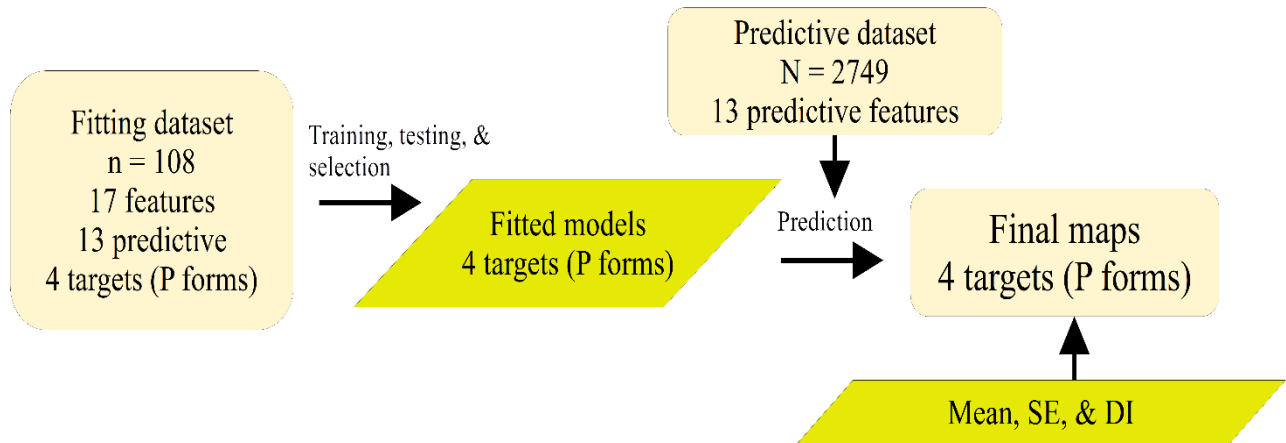 Fitting dataset
n = 108
17 features
13 predictive
4 targets (P forms)
Training, testing, &
selection
Fitted models
4 targets (P forms)
Predictive dataset
N = 2749
13 predictive features
Prediction
Final maps
4 targets (P forms)
Mean, SE, & DI